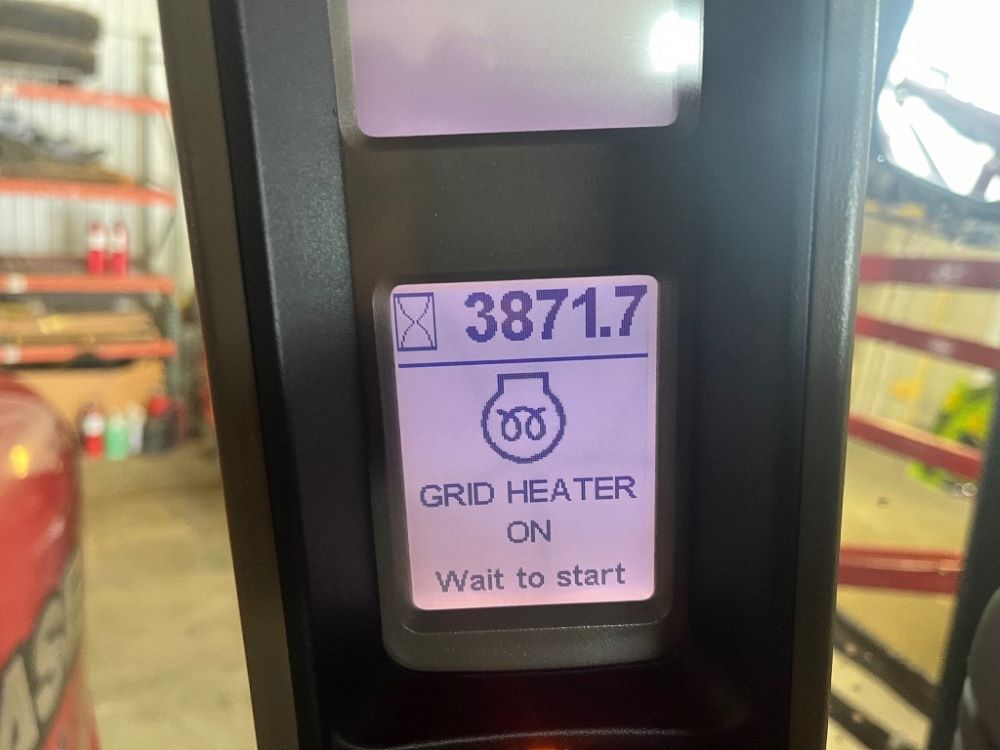 3871.7
GRID HEATER
ON
Wait to start